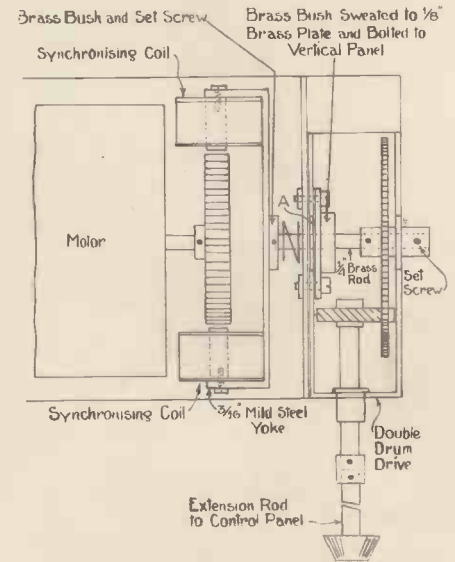 Brass Bush and Set Screw
Brass Bush Sweated to 1/8"
Brass Plate and Bolted to
Vertical Panel
Synchronising Coil
A
Motor
1/4" Brass
Rod
Set
Screw
Synchronising Coil
3/16" Mild Steel
Yoke
Double
Drum
Drive
Extension Rod
to Control Panel